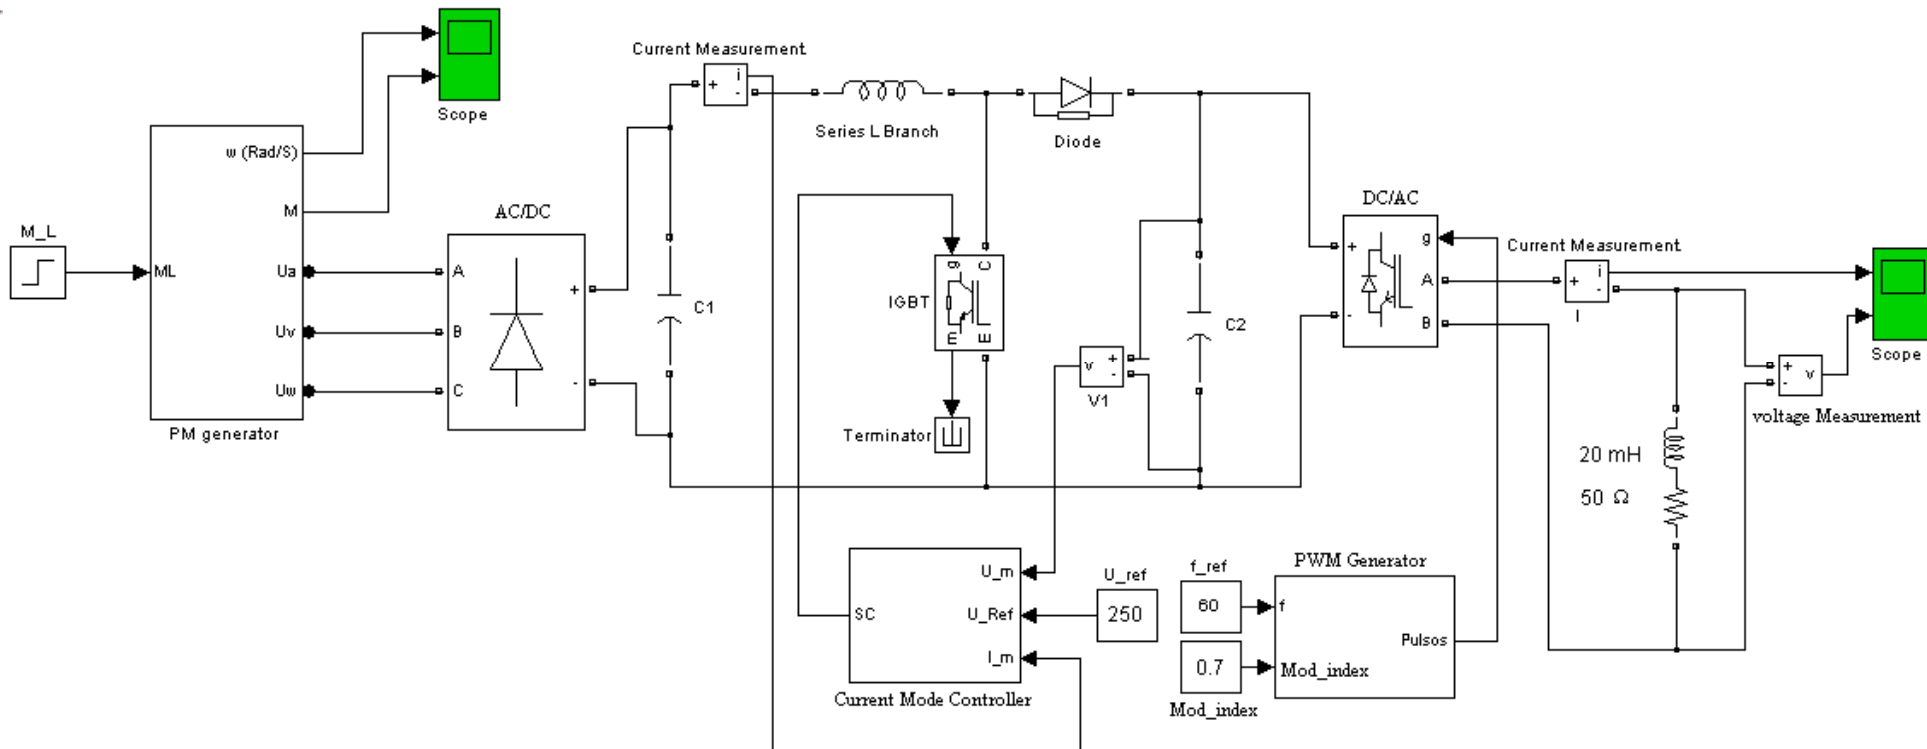 Scope
Current Measurement
i
+
-
Series L Branch
Diode
w (Rad/S)
M
M_L
ML
Ua
Uv
Uw
PM generator
AC/DC
A
B
C
+
-
C1
IGBT
g
C
m
E
Terminator
V1
v
+
-
C2
DC/AC
+
-
g
A
B
Current Measurement
i
+
-
I
Scope
+
-
v
voltage Measurement
20 mH
50 Ω
U_m
U_Ref
I_m
SC
Current Mode Controller
U_ref
250
f_ref
60
0.7
Mod_index
PWM Generator
f
Pulsos
Mod_index